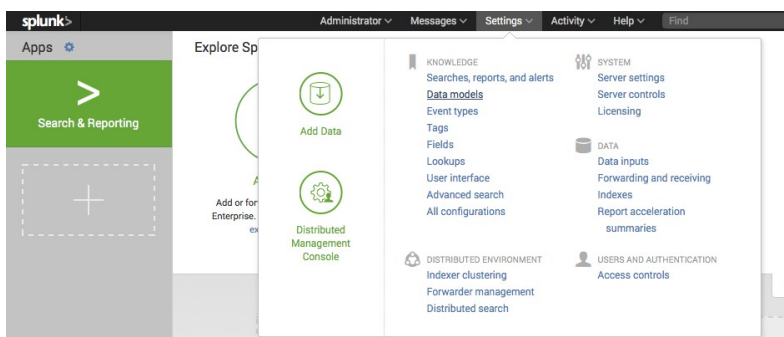 splunk>
Administrator
Messages
Settings
Activity
Help
Find
Apps
Explore Sp
>
Search & Reporting
A
Add or for
Enterprise.
ex
Add Data
Distributed
Management
Console
KNOWLEDGE
Searches, reports, and alerts
Data models
Event types
Tags
Fields
Lookups
User interface
Advanced search
All configurations
DISTRIBUTED ENVIRONMENT
Indexer clustering
Forwarder management
Distributed search
SYSTEM
Server settings
Server controls
Licensing
DATA
Data inputs
Forwarding and receiving
Indexes
Report acceleration
summaries
USERS AND AUTHENTICATION
Access controls